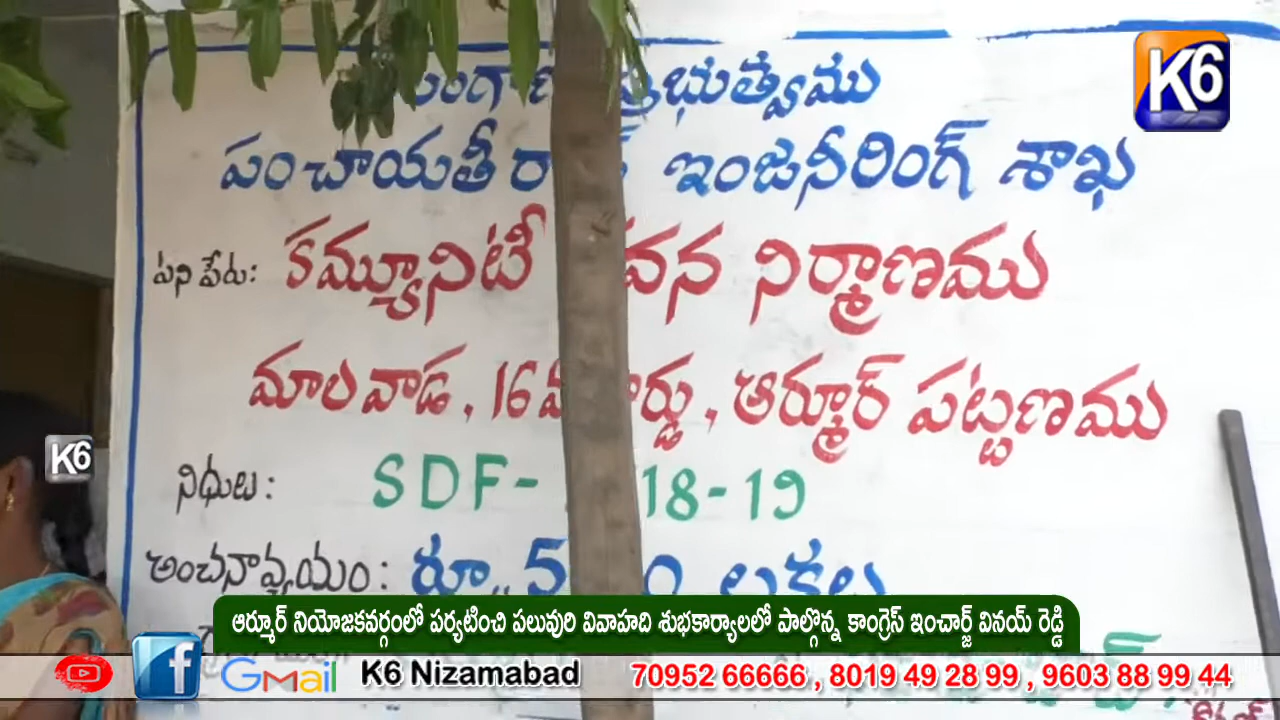 పంచాయతీ ఇంజనీరింగ్ శాఖ
పని పేరు: కమ్యూనిటీ నిర్మాణము
మాలవాడ, 16 ఆర్మూర్ పట్టణము
నిధులు: SDF- 18-19
అంచనావ్యయం: రూ.. లక్షలు
K6
K6
ఆర్మూర్ నియోజకవర్గంలో పర్యటించి పలువురి వివాహది శుభకార్యాలలో పాల్గొన్న కాంగ్రెస్ ఇంచార్జ్ వినయ్ రెడ్డి
f Gmail K6 Nizamabad 70952 66666 , 8019 49 28 99 , 9603 88 99 44